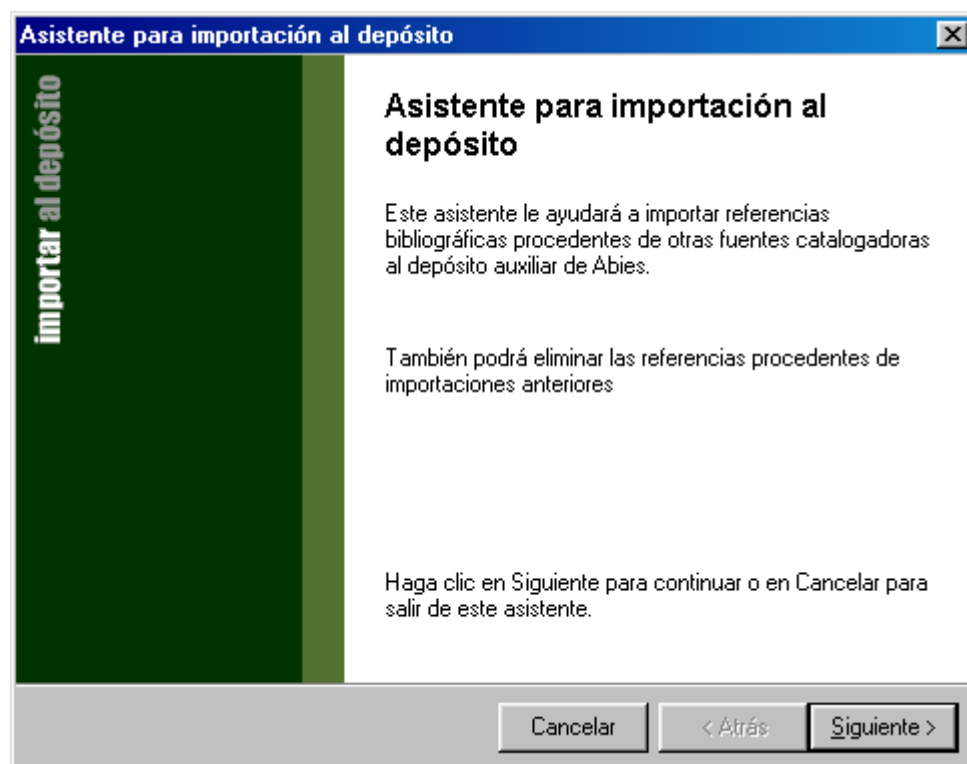 Asistente para importación al depósito
importar al depósito
Asistente para importación al
depósito
Este asistente le ayudará a importar referencias
bibliográficas procedentes de otras fuentes catalogadoras
al depósito auxiliar de Abies.
También podrá eliminar las referencias procedentes de
importaciones anteriores
Haga clic en Siguiente para continuar o en Cancelar para
salir de este asistente.
Cancelar
< Atrás
Siguiente >